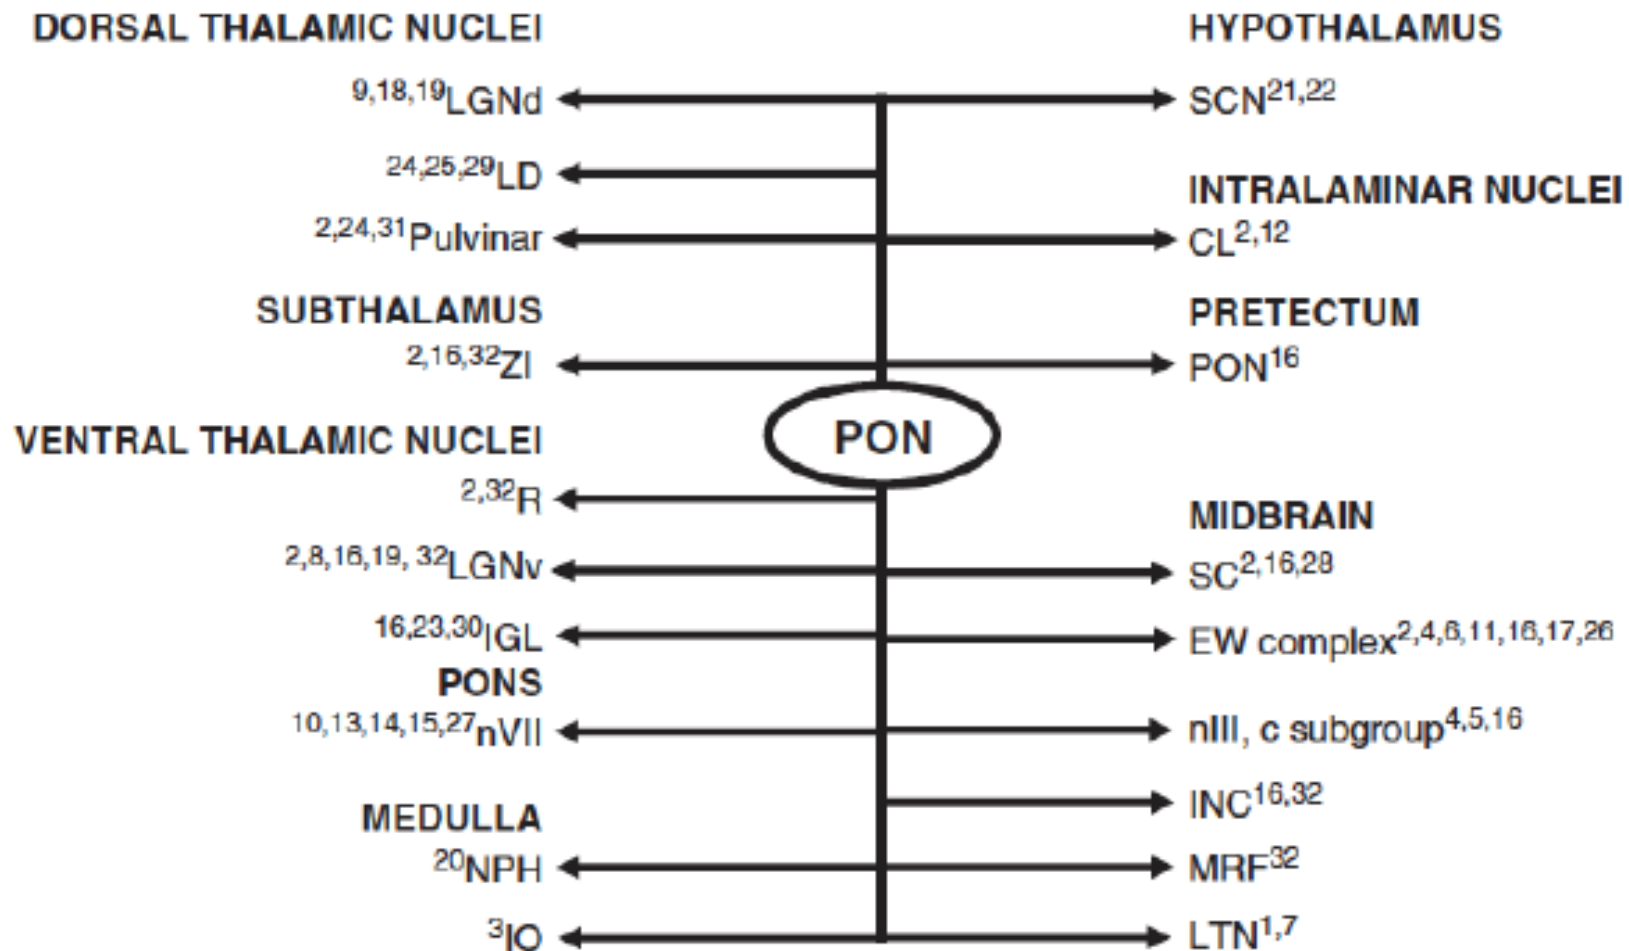 DORSAL THALAMIC NUCLEI
9,18,19LGNd
24,25,29LD
2,24,31Pulvinar
SUBTHALAMUS
2,16,32ZI
VENTRAL THALAMIC NUCLEI
2,32R
2,8,16,19, 32LGNv
16,23,30IGL
PONS
10,13,14,15,27nVII
MEDULLA
20NPH
3IO
PON
HYPOTHALAMUS
SCN21,22
INTRALAMINAR NUCLEI
CL2,12
PRETECTUM
PON16
MIDBRAIN
SC2,16,28
EW complex2,4,6,11,16,17,26
nIII, c subgroup4,5,16
INC16,32
MRF32
LTN1,7